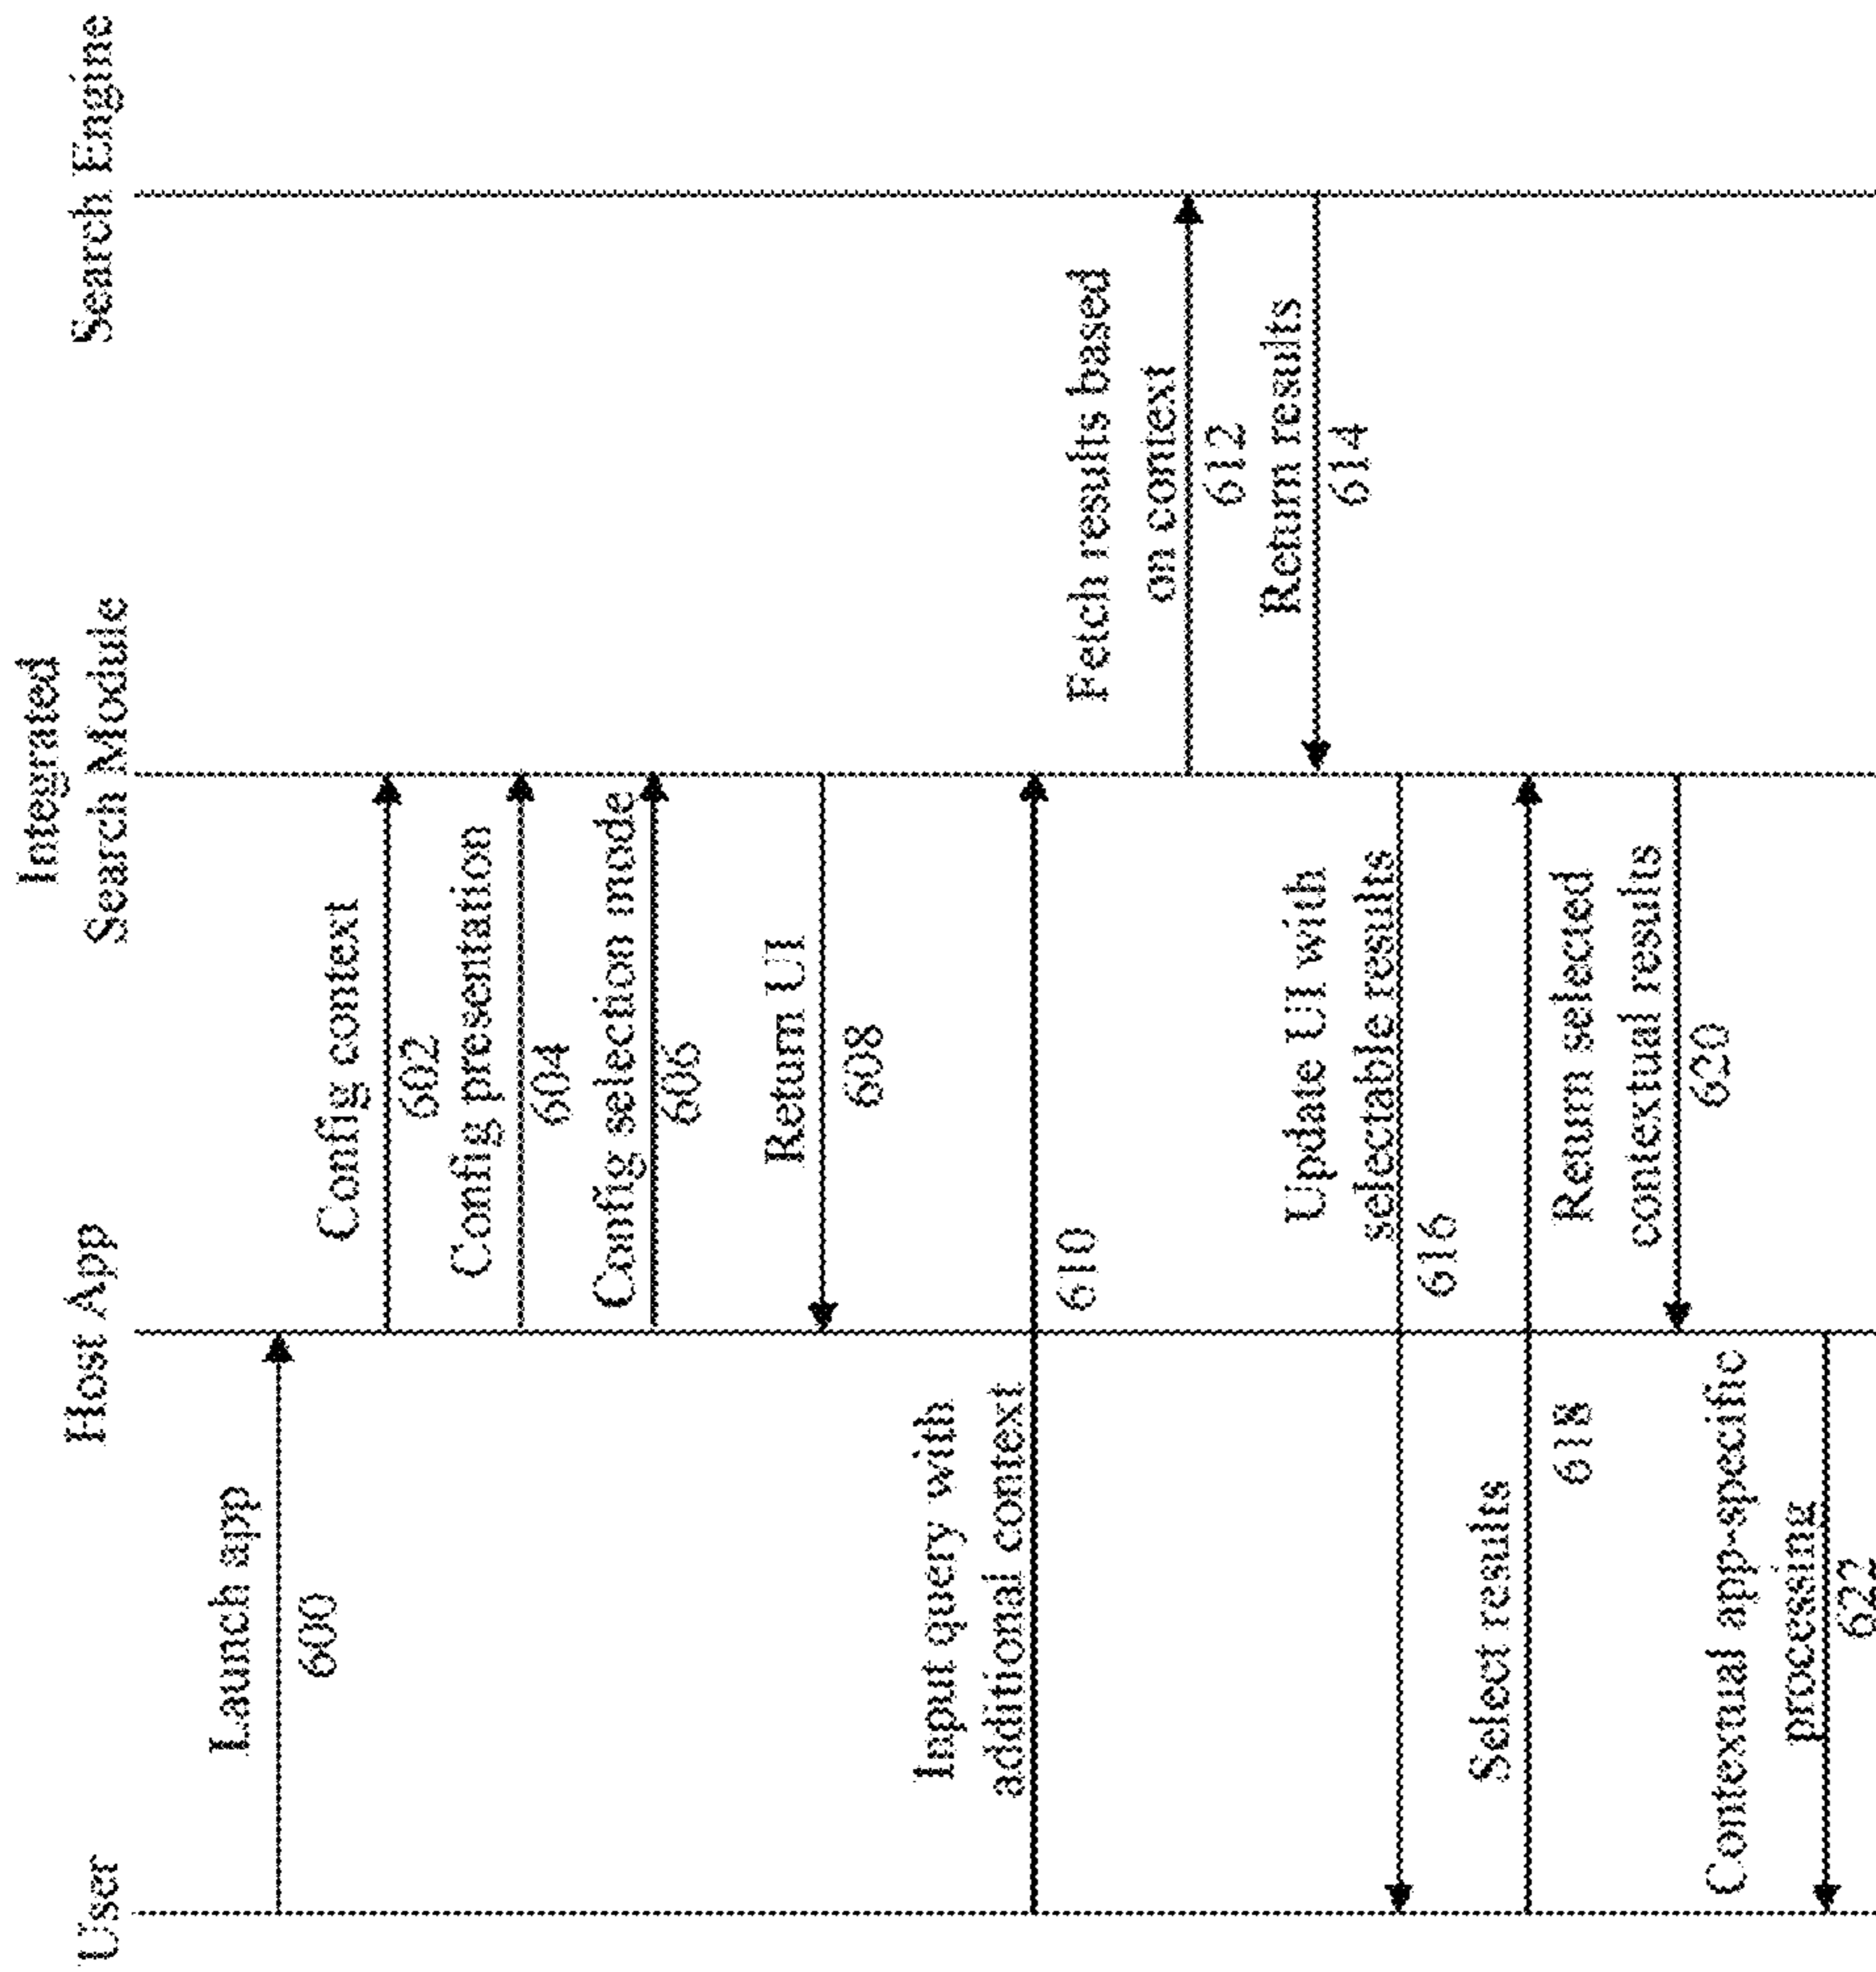 User
Host App
Integrated
Search Module
Search Engine
Launch app
600
Config context
602
Config presentation
604
Config selection mode
606
Return UI
608
Input query with
additional context
610
Fetch results based
on context
612
Return results
614
Update UI with
selectable results
616
Select results
618
Return selected
contextual results
620
Contextual app-specific
processing
622